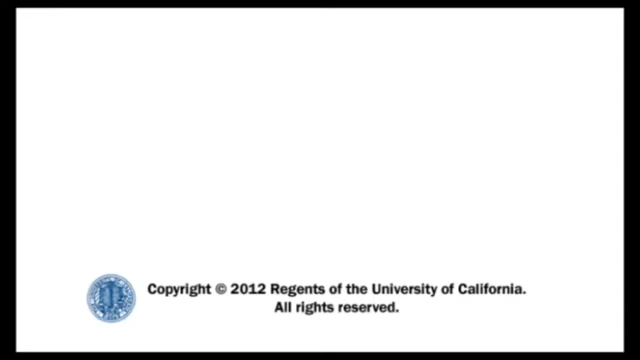 Copyright © 2012 Regents of the University of California.
All rights reserved.